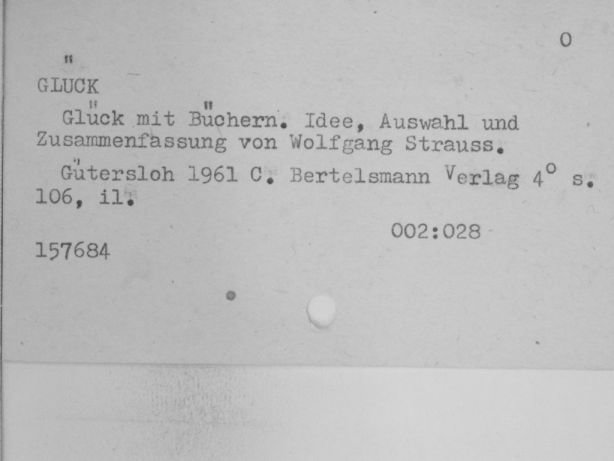 O
GLÜCK
Glück mit Büchern. Idee, Auswahl und
Zusammenfassung von Wolfgang Strauss.
Gütersloh 1961 C. Bertelsmann Verlag 4° s.
106, il.
002:028
157684